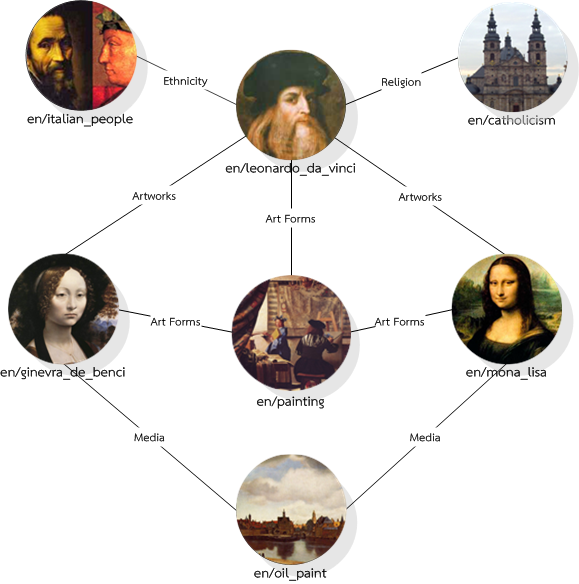 Ethnicity
Religion
en/italian_people
en/catholicism
en/leonardo_da_vinci
Artworks
Artworks
Art Forms
Art Forms
Art Forms
en/ginevra_de_benci
en/mona_lisa
en/painting
Media
Media
en/oil_paint